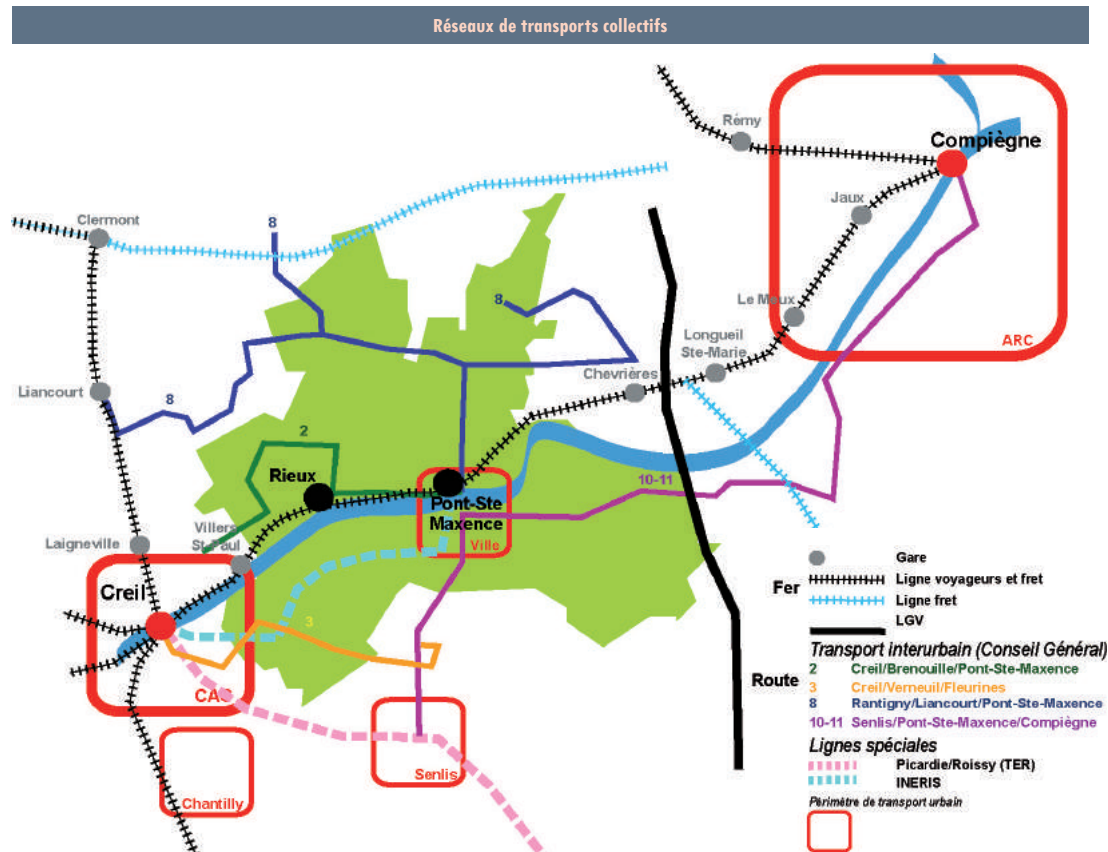 Réseaux de transports collectifs
Rémy
Compiègne
Jaux
Clermont
8
8
Le Meux
Longueil
Ste-Marie
ARC
Chevrières
Liancourt
8
2
Rieux
10-11
Pont-Ste
Maxence
Villers
St-Paul
Ville
Laigneville
Creil
3
CAC
Senlis
Chantilly
Gare
Fer
Ligne voyageurs et fret
Ligne fret
LGV
Transport interurbain (Conseil Général)
Route
2 Creil/Brenouille/Pont-Ste-Maxence
3 Creil/Verneuil/Fleurines
8 Rantigny/Liancourt/Pont-Ste-Maxence
10-11 Senlis/Pont-Ste-Maxence/Compiègne
Lignes spéciales
Picardie/Roissy (TER)
INERIS
Périmètre de transport urbain